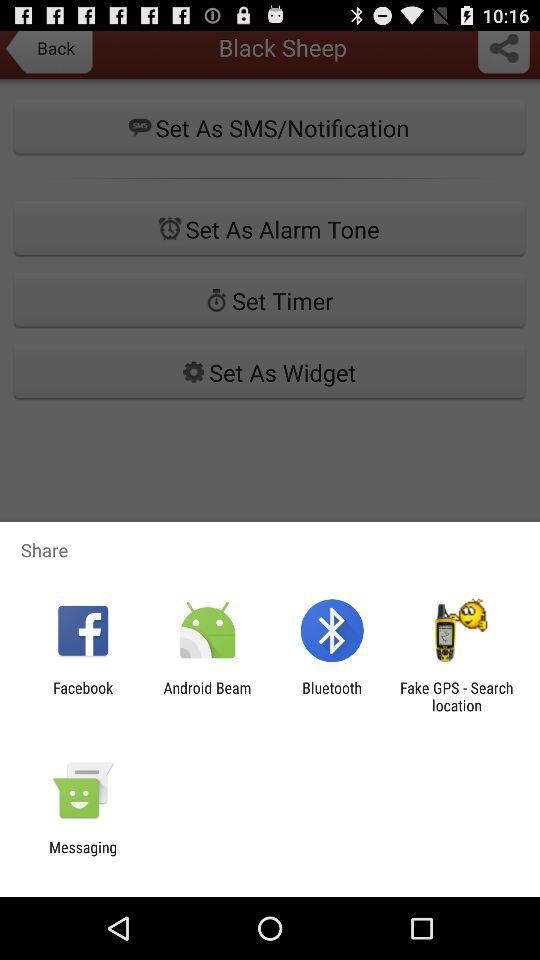 10:16
Back
Black Sheep
SMS Set As SMS/Notification
Set As Alarm Tone
Set Timer
Set As Widget
Share
Facebook
Android Beam
Bluetooth
Fake GPS - Search
location
Messaging